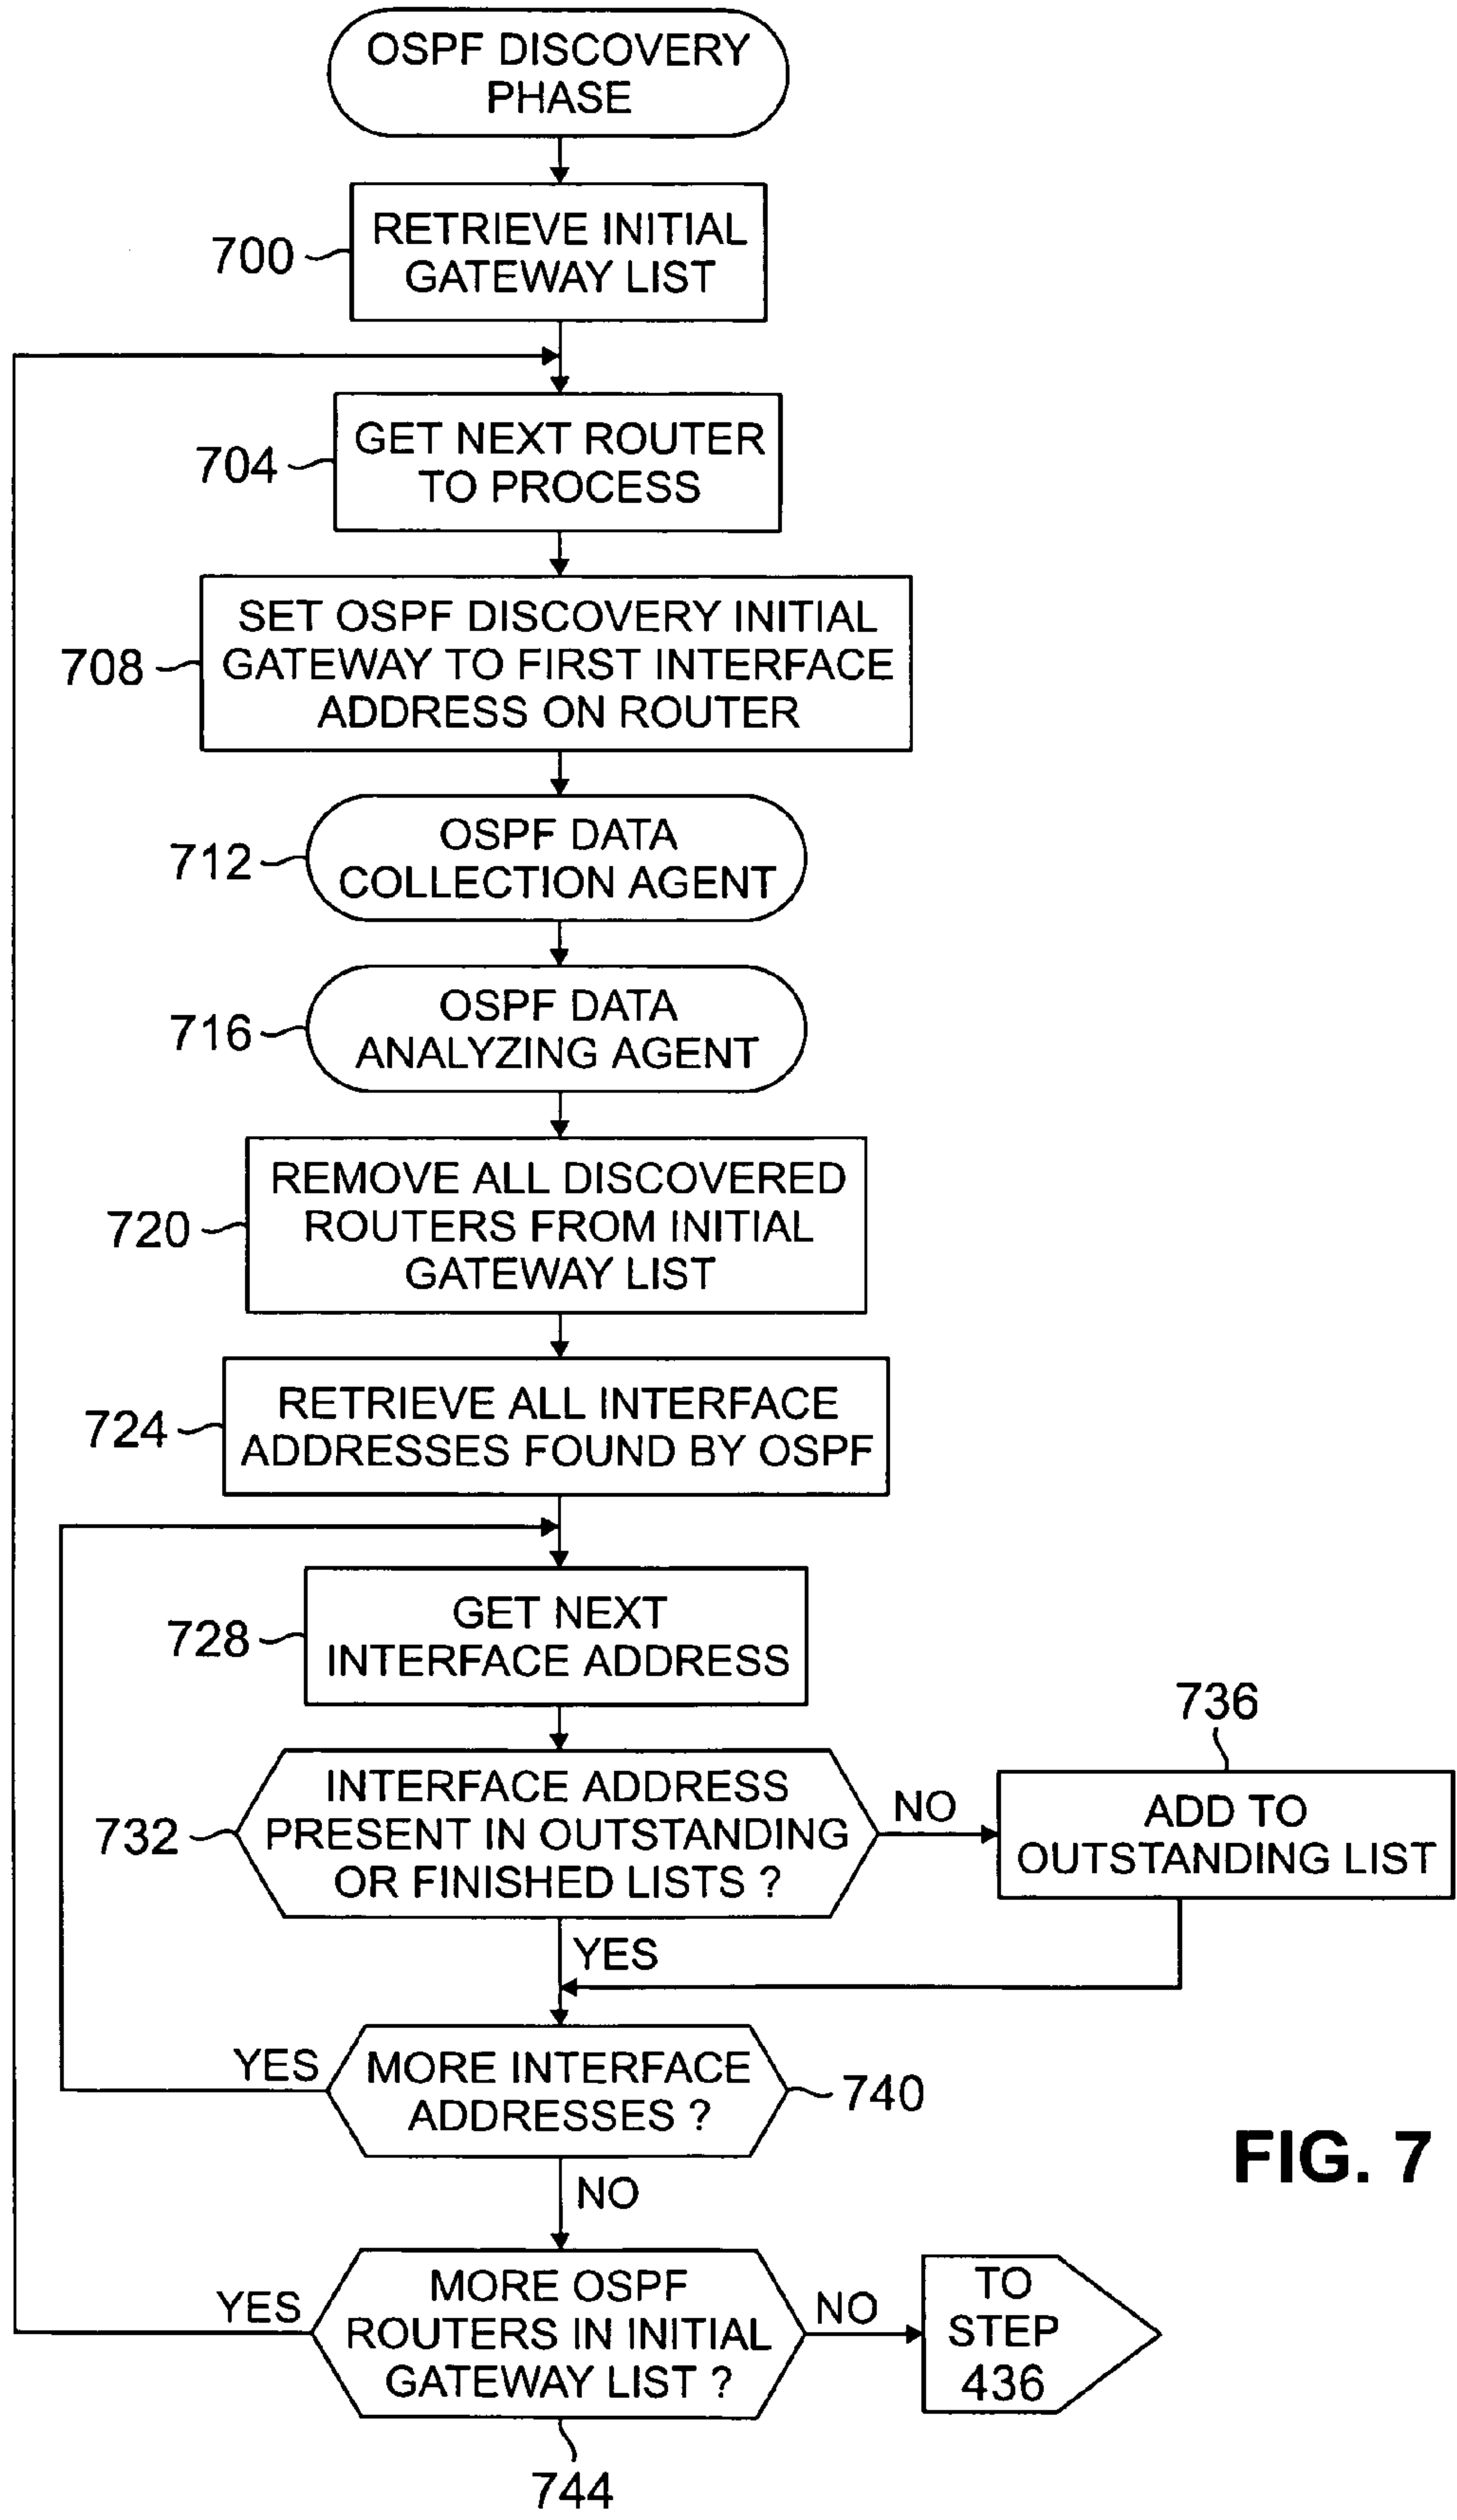 OSPF DISCOVERY
PHASE
700
RETRIEVE INITIAL
GATEWAY LIST
704
GET NEXT ROUTER
TO PROCESS
708
SET OSPF DISCOVERY INITIAL
GATEWAY TO FIRST INTERFACE
ADDRESS ON ROUTER
712
OSPF DATA
COLLECTION AGENT
716
OSPF DATA
ANALYZING AGENT
720
REMOVE ALL DISCOVERED
ROUTERS FROM INITIAL
GATEWAY LIST
724
RETRIEVE ALL INTERFACE
ADDRESSES FOUND BY OSPF
728
GET NEXT
INTERFACE ADDRESS
732
INTERFACE ADDRESS
PRESENT IN OUTSTANDING
OR FINISHED LISTS ?
NO
736
ADD TO
OUTSTANDING LIST
YES
YES
MORE INTERFACE
ADDRESSES ?
740
NO
FIG. 7
YES
MORE OSPF
ROUTERS IN INITIAL
GATEWAY LIST ?
NO
TO
STEP
436
744